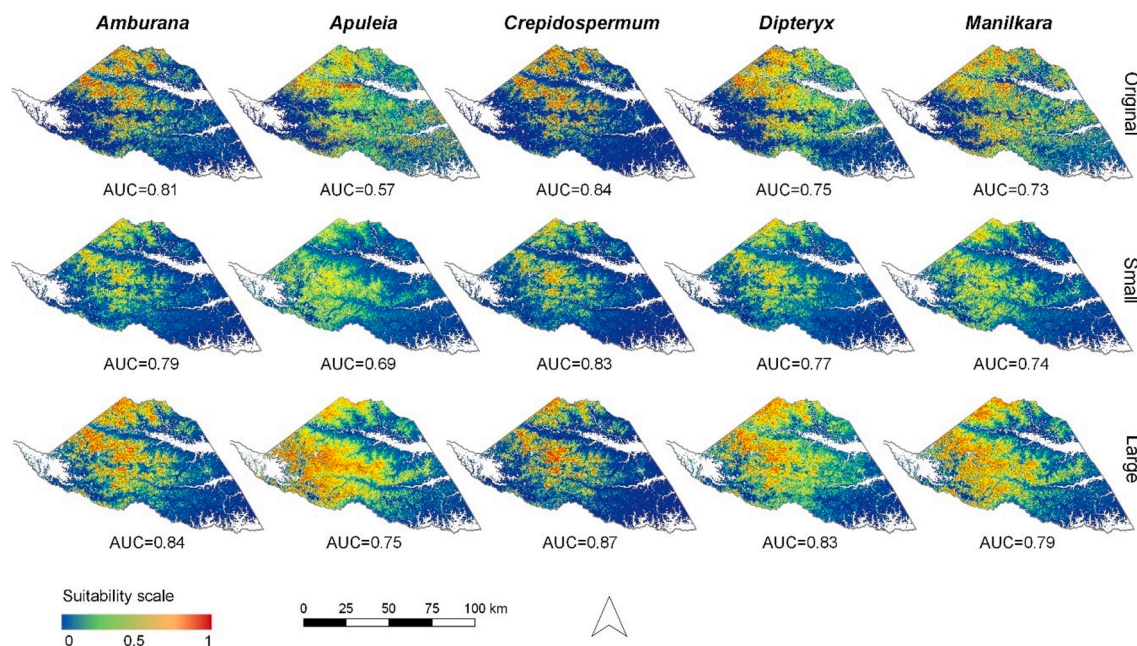 Amburana Apuleia Crepidospermum Dipteryx Manilkara
Original
AUC=0.81 AUC=0.57 AUC=0.84 AUC=0.75 AUC=0.73
Small
AUC=0.79 AUC=0.69 AUC=0.83 AUC=0.77 AUC=0.74
Large
AUC=0.84 AUC=0.75 AUC=0.87 AUC=0.83 AUC=0.79
Suitability scale
0 0.5 1
0 25 50 75 100 km